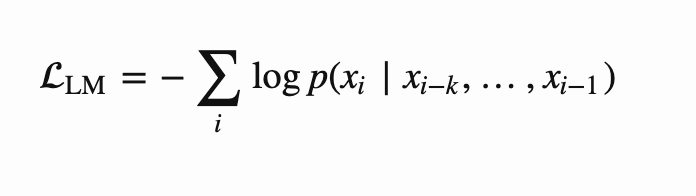 ℒ_LM = − ∑_i log p(x_i | x_{i−k}, … , x_{i−1})